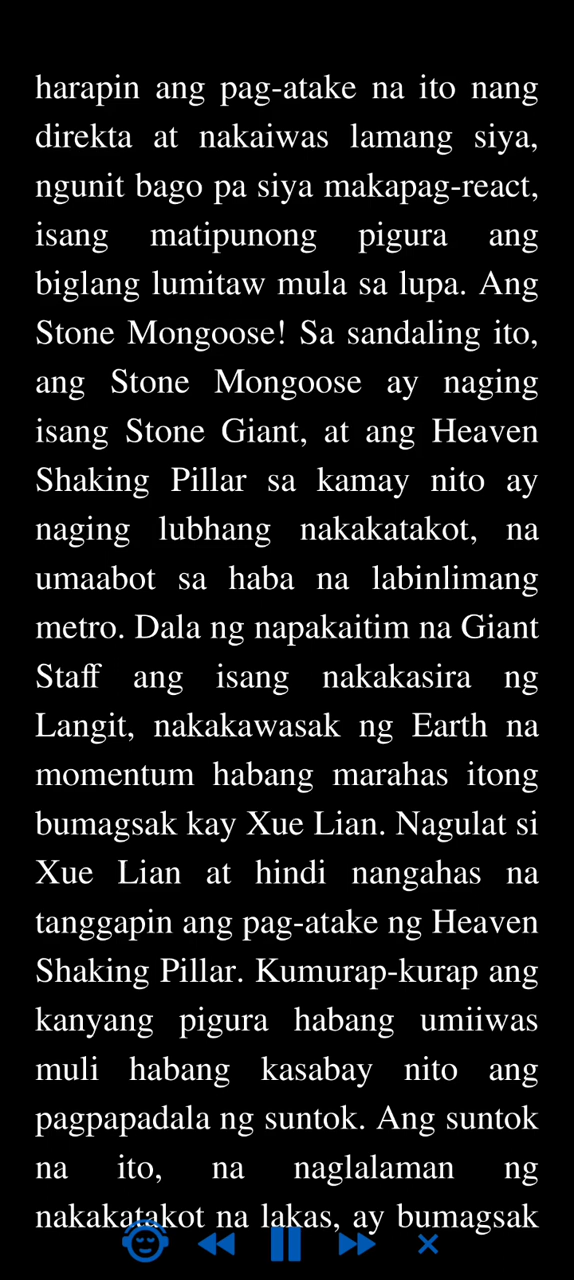 harapin ang pag-atake na ito nang
direkta at nakaiwas lamang siya,
ngunit bago pa siya makapag-react,
isang matipunong pigura ang
biglang lumitaw mula sa lupa. Ang
Stone Mongoose! Sa sandaling ito,
ang Stone Mongoose ay naging
isang Stone Giant, at ang Heaven
Shaking Pillar sa kamay nito ay
naging lubhang nakakatakot, na
umaabot sa haba na labinlimang
metro. Dala ng napakaitim na Giant
Staff ang isang nakakasira ng
Langit, nakakawasak ng Earth na
momentum habang marahas itong
bumagsak kay Xue Lian. Nagulat si
Xue Lian at hindi nangahas na
tanggapin ang pag-atake ng Heaven
Shaking Pillar. Kumurap-kurap ang
kanyang pigura habang umiiwas
muli habang kasabay nito ang
pagpapadala ng suntok. Ang suntok
na ito, na naglalaman ng
nakakatakot na lakas, ay bumagsak